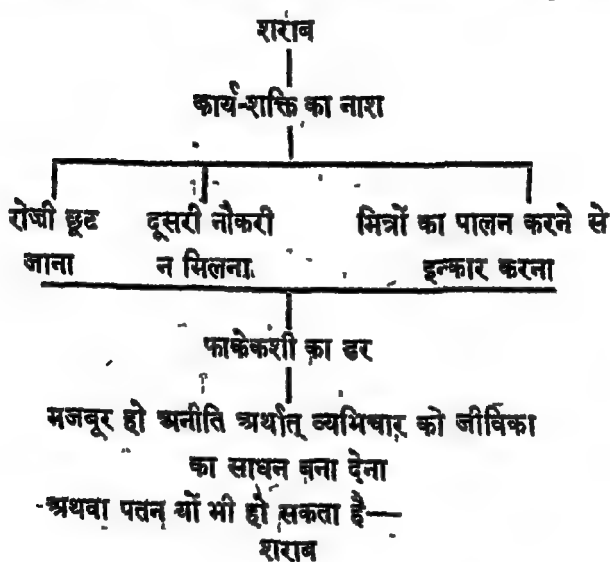 शराब
कार्य-शक्ति का नाश
रोजी छूट दूसरी नौकरी मित्रों का पालन करने से
जाना न मिलना इन्कार करना
फाकेकशी का डर
मजबूर हो अनीति अर्थात् व्यभिचार को जीविका
का साधन बना देना
अथवा पतन यों भी हो सकता है—
शराब